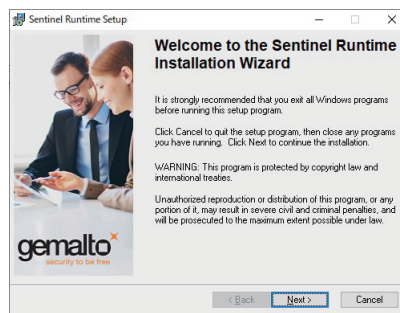 Sentinel Runtime Setup
Welcome to the Sentinel Runtime
Installation Wizard
It is strongly recommended that you exit all Windows programs
before running this setup program.
Click Cancel to quit the setup program, then close any programs
you have running. Click Next to continue the installation.
WARNING: This program is protected by copyright law and
international treaties.
Unauthorized reproduction or distribution of this program, or any
portion of it, may result in severe civil and criminal penalties, and
will be prosecuted to the maximum extent possible under law.
gemalto
security to be free
< Back
Next >
Cancel